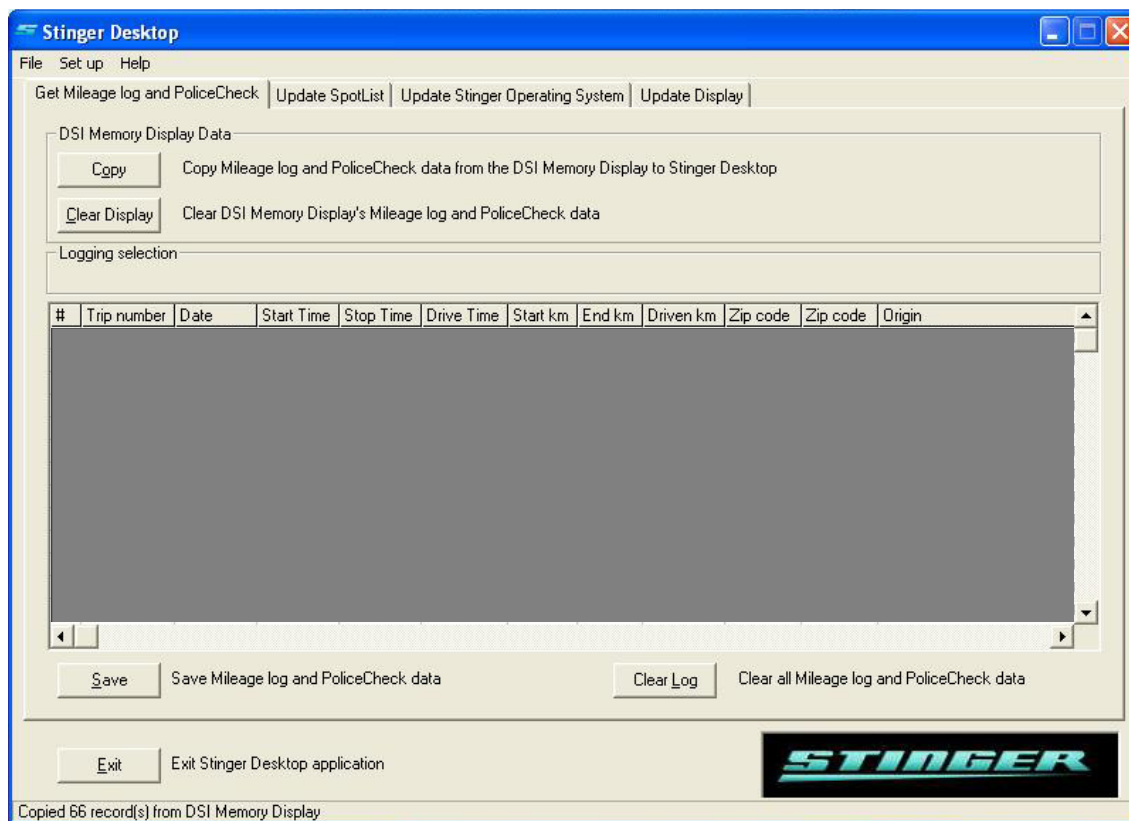 Stinger Desktop
File Set up Help
Get Mileage log and PoliceCheck Update SpotList Update Stinger Operating System Update Display
DSI Memory Display Data
Copy Copy Mileage log and PoliceCheck data from the DSI Memory Display to Stinger Desktop
Clear Display Clear DSI Memory Display's Mileage log and PoliceCheck data
Logging selection
# Trip number Date Start Time Stop Time Drive Time Start km End km Driven km Zip code Zip code Origin
Save Save Mileage log and PoliceCheck data Clear Log Clear all Mileage log and PoliceCheck data
Exit Exit Stinger Desktop application STINGER
Copied 66 record(s) from DSI Memory Display